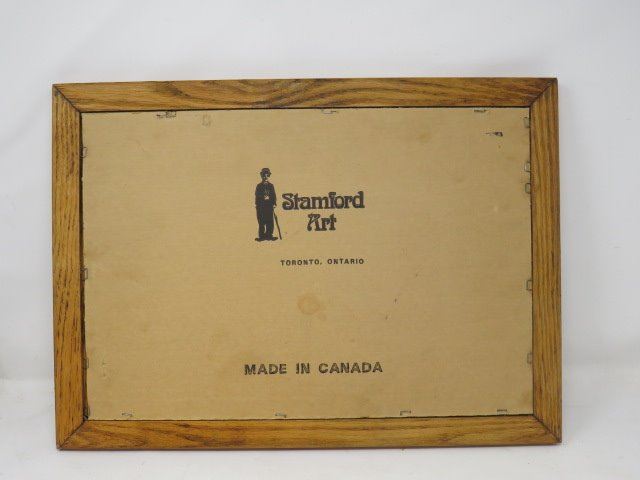 Stamford
Art
TORONTO, ONTARIO
MADE IN CANADA